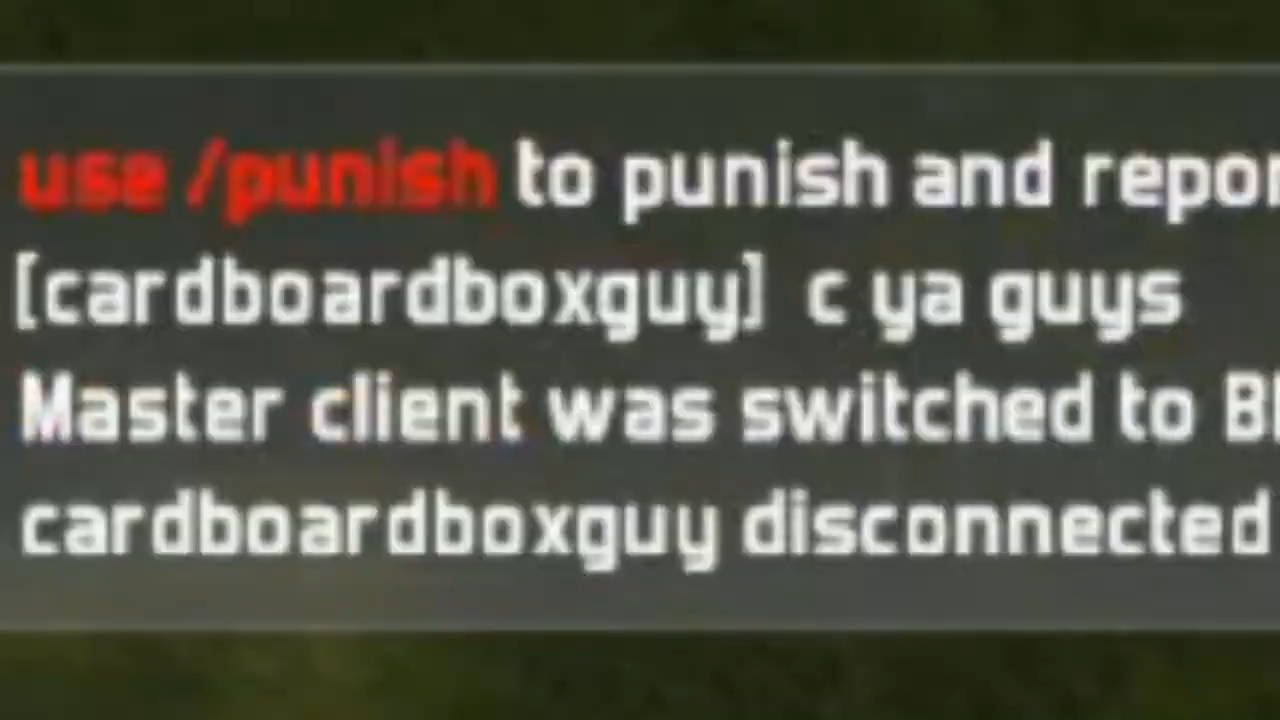 use /punish to punish and repor
[cardboardboxguy] c ya guys
Master client was switched to
cardboardboxguy disconnected